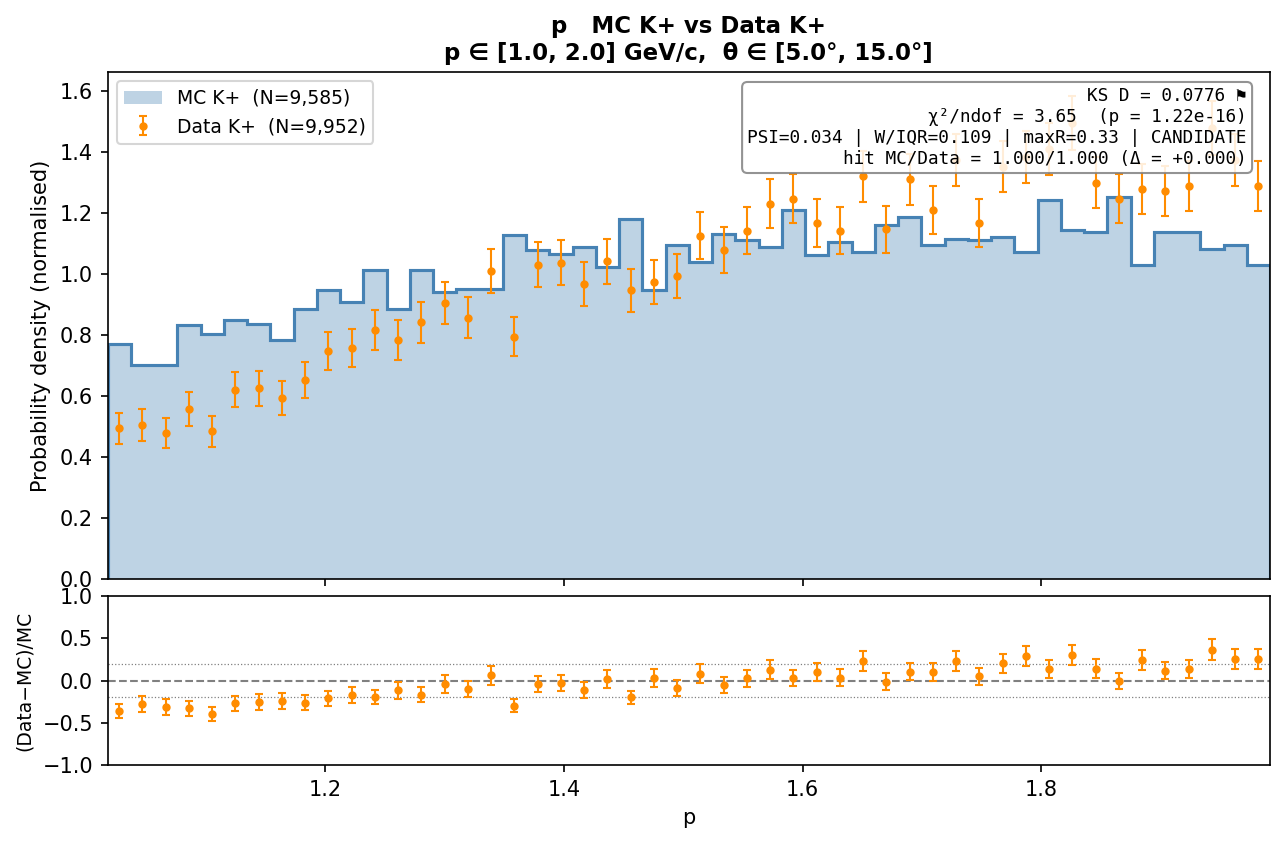 p   MC K+ vs Data K+
p ∈ [1.0, 2.0] GeV/c,  θ ∈ [5.0°, 15.0°]
MC K+  (N=9,585)
Data K+  (N=9,952)
KS D = 0.0776 ⚑
χ²/ndof = 3.65  (p = 1.22e-16)
PSI=0.034 | W/IQR=0.109 | maxR=0.33 | CANDIDATE
hit MC/Data = 1.000/1.000 (Δ = +0.000)
Probability density (normalised)
1.6
1.4
1.2
1.0
0.8
0.6
0.4
0.2
0.0
(Data−MC)/MC
1.0
0.5
0.0
−0.5
−1.0
1.2
1.4
1.6
1.8
p